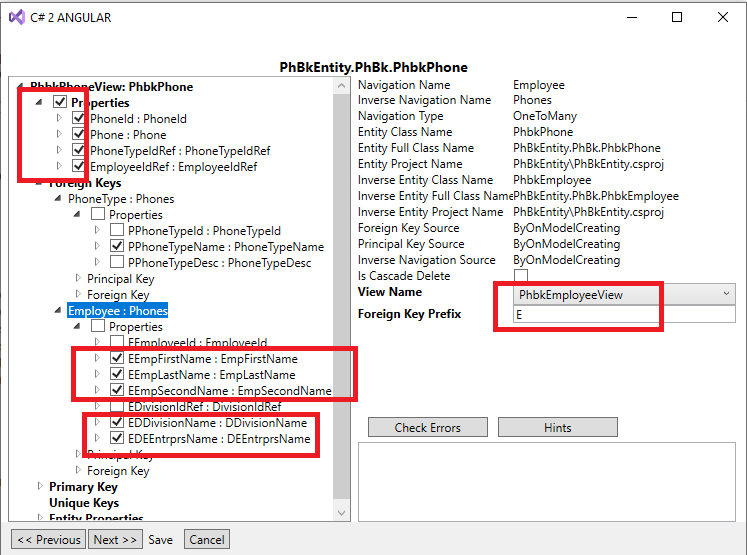 C# 2 ANGULAR
PhBkEntity.PhBk.PhbkPhone
PhbkPhoneView: PhbkPhone
Properties
PhoneId : PhoneId
Phone : Phone
PhoneTypeIdRef : PhoneTypeIdRef
EmployeeIdRef : EmployeeIdRef
Foreign Keys
PhoneType : Phones
Properties
PPhoneTypeId : PhoneTypeId
PPhoneTypeName : PhoneTypeName
PPhoneTypeDesc : PhoneTypeDesc
Principal Key
Foreign Key
Employee : Phones
Properties
EEmployeeId : EmployeeId
EEmpFirstName : EmpFirstName
EEmpLastName : EmpLastName
EEmpSecondName : EmpSecondName
EDivisionIdRef : DivisionIdRef
EDDivisionName : DDivisionName
EDEEntrprsName : DEEntrprsName
Principal Key
Foreign Key
Primary Key
Unique Keys
Entity Properties
Navigation Name Employee
Inverse Navigation Name Phones
Navigation Type OneToMany
Entity Class Name PhbkPhone
Entity Full Class Name PhBkEntity.PhBk.PhbkPhone
Entity Project Name PhBkEntity\PhBkEntity.csproj
Inverse Entity Class Name PhbkEmployee
Inverse Entity Full Class Name PhBkEntity.PhBk.PhbkEmployee
Inverse Entity Project Name PhBkEntity\PhBkEntity.csproj
Foreign Key Source ByOnModelCreating
Principal Key Source ByOnModelCreating
Inverse Navigation Source ByOnModelCreating
Is Cascade Delete
View Name PhbkEmployeeView
Foreign Key Prefix E
Check Errors Hints
<< Previous Next >> Save Cancel